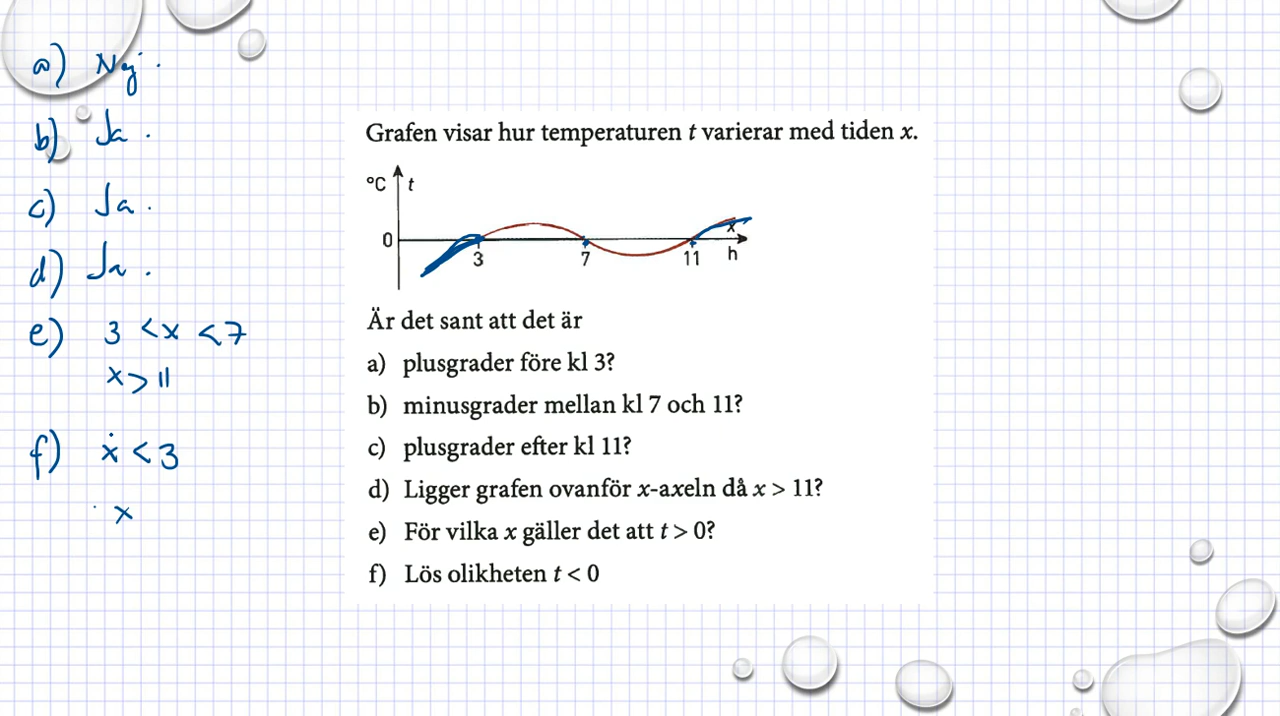 a) Nej.
b) Ja.
c) Ja.
d) Ja.
e) 3 < x < 7
x > 11
f) x < 3
x
Grafen visar hur temperaturen t varierar med tiden x.
°C t
0
3 7 11 h
x
Är det sant att det är
a) plusgrader före kl 3?
b) minusgrader mellan kl 7 och 11?
c) plusgrader efter kl 11?
d) Ligger grafen ovanför x-axeln då x > 11?
e) För vilka x gäller det att t > 0?
f) Lös olikheten t < 0